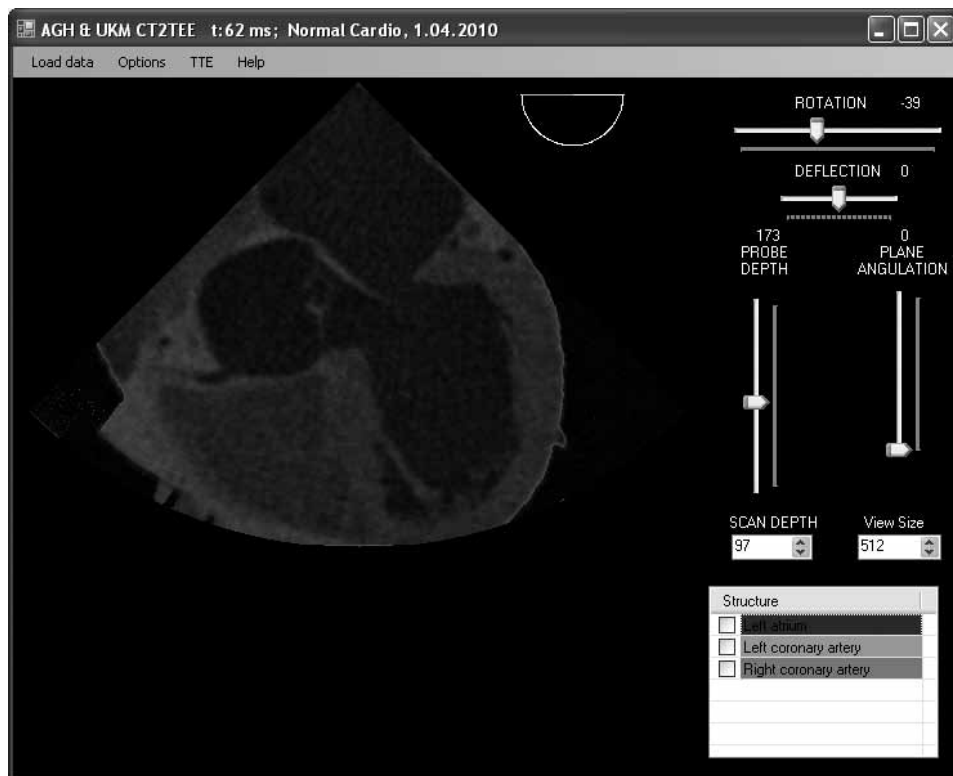 AGH & UKM CT2TEE t:62 ms; Normal Cardio, 1.04.2010
Load data Options TTE Help
ROTATION -39
DEFLECTION 0
173 0
PROBE PLANE
DEPTH ANGULATION
SCAN DEPTH View Size
97 512
Structure
Left atrium
Left coronary artery
Right coronary artery